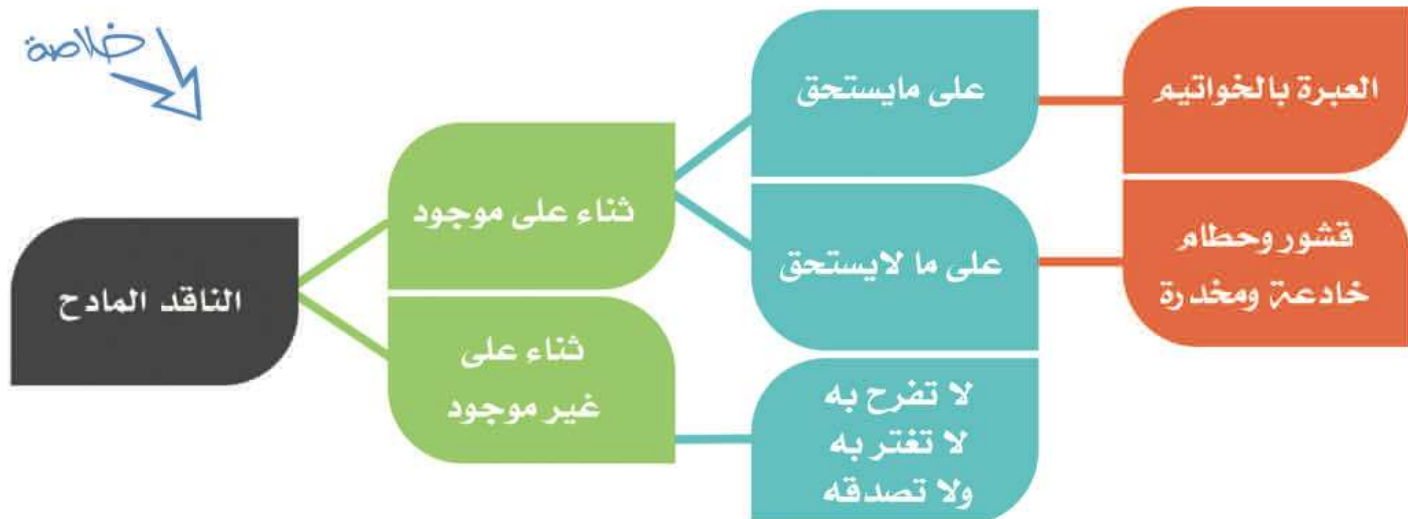 خلاصة
الناقد المادح
ثناء على موجود
على مايستحق
العبرة بالخواتيم
على ما لايستحق
قشور وحطام
خادعة ومخدرة
ثناء على
غير موجود
لا تفرح به
لا تغتر به
ولا تصدقه